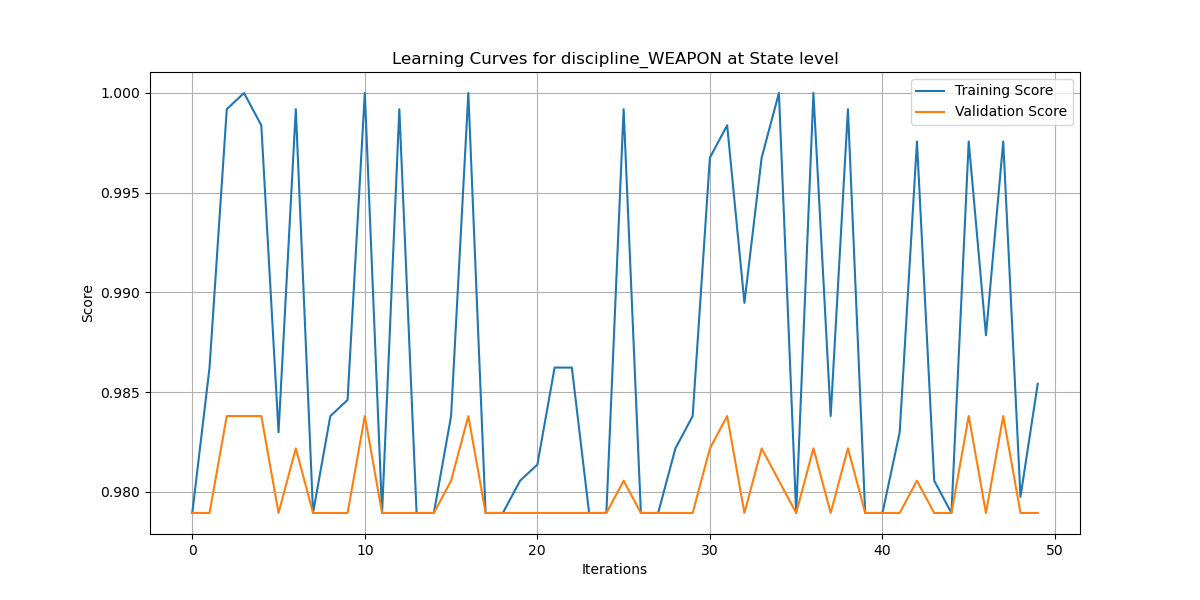 Learning Curves for discipline_WEAPON at State level
Training Score
Validation Score
1.000
0.995
0.990
0.985
0.980
Score
0
10
20
30
40
50
Iterations